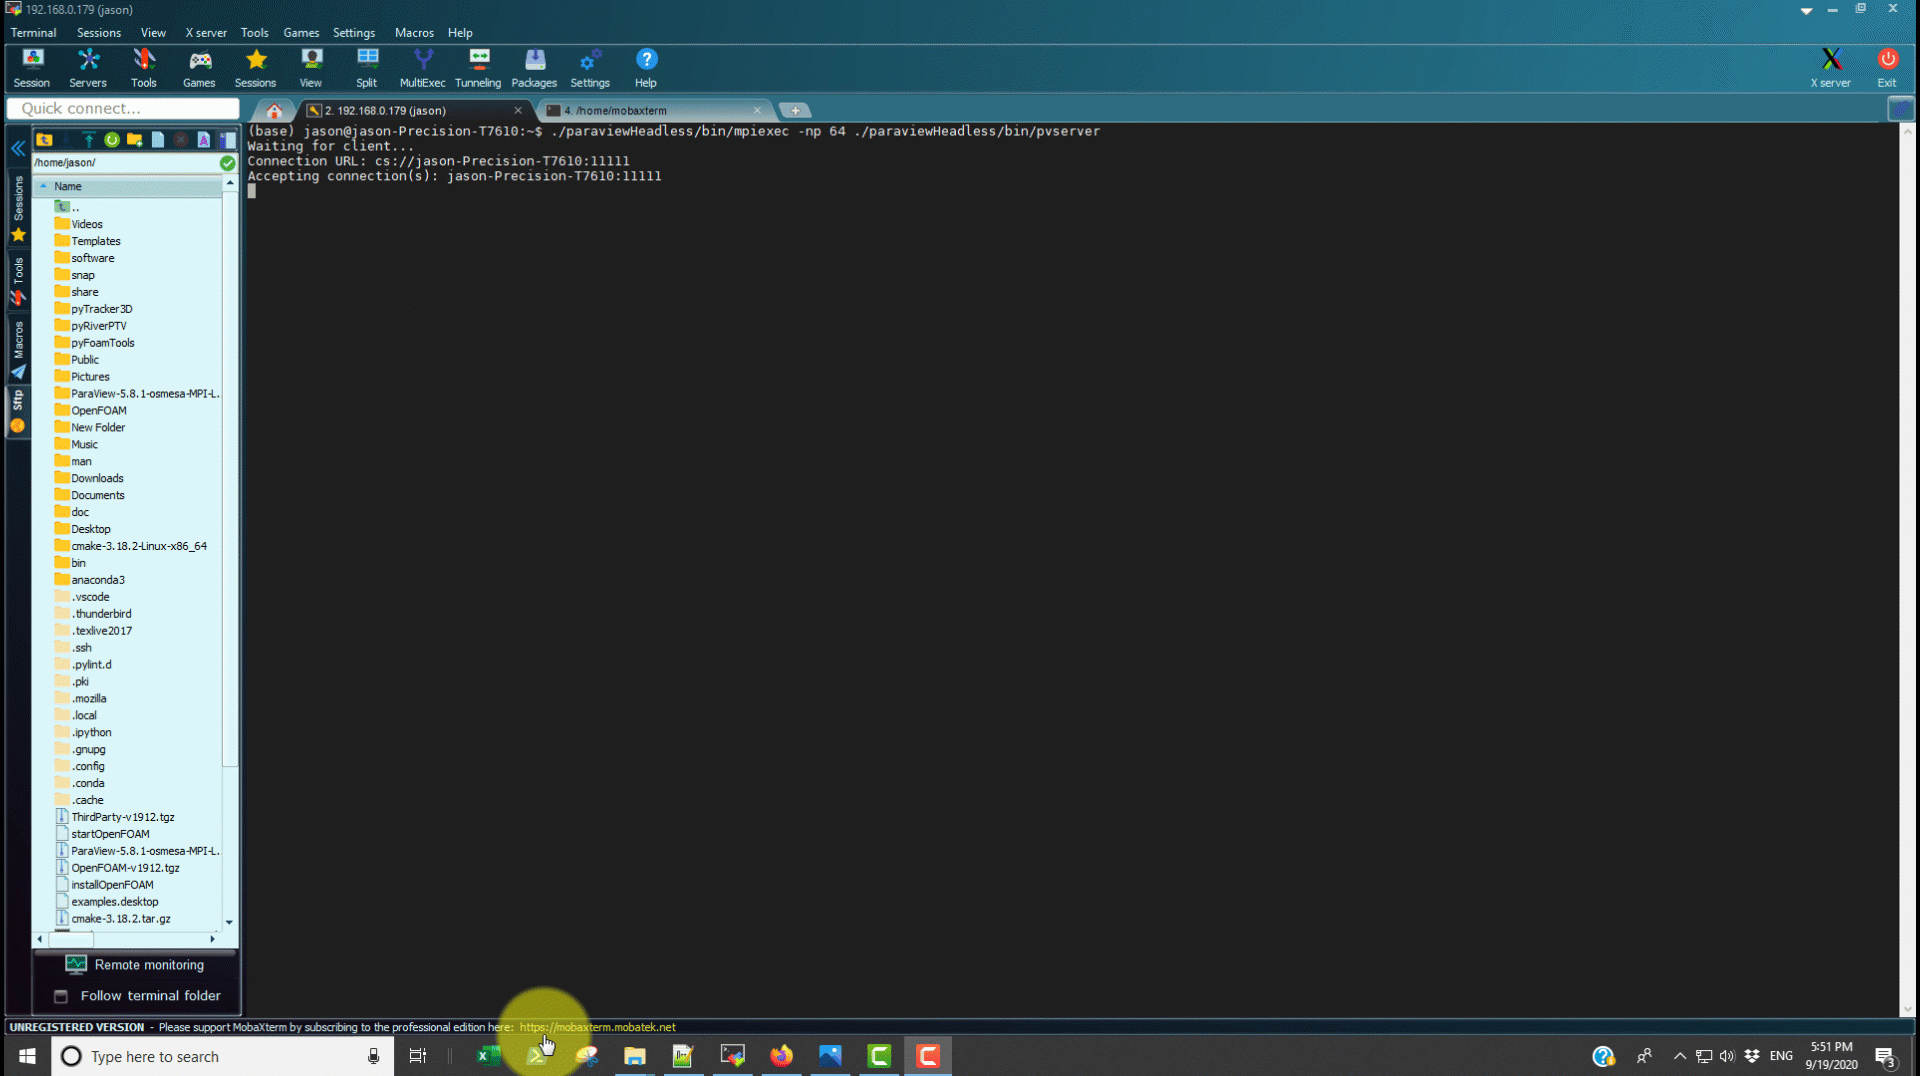 192.168.0.179 (jason)
Terminal Sessions View X server Tools Games Settings Macros Help
Session Servers Tools Games Sessions View Split MultiExec Tunneling Packages Settings Help X server Exit
Quick connect...
2. 192.168.0.179 (jason)
4. /home/mobaxterm
/home/jason/
Name
..
Videos
Templates
software
snap
share
pyTracker3D
pyRiverPTV
pyFoamTools
Public
Pictures
ParaView-5.8.1-osmesa-MPI-L.
OpenFOAM
New Folder
Music
man
Downloads
Documents
doc
Desktop
cmake-3.18.2-Linux-x86_64
bin
anaconda3
.vscode
.thunderbird
.texlive2017
.ssh
.pylint.d
.pki
.mozilla
.local
.ipython
.gnupg
.config
.conda
.cache
ThirdParty-v1912.tgz
startOpenFOAM
ParaView-5.8.1-osmesa-MPI-L.
OpenFOAM-v1912.tgz
installOpenFOAM
examples.desktop
cmake-3.18.2.tar.gz
Sessions
Tools
Macros
Sftp
Remote monitoring
Follow terminal folder
(base) jason@jason-Precision-T7610:~$ ./paraviewHeadless/bin/mpiexec -np 64 ./paraviewHeadless/bin/pvserver
Waiting for client...
Connection URL: cs://jason-Precision-T7610:11111
Accepting connection(s): jason-Precision-T7610:11111
UNREGISTERED VERSION - Please support MobaXterm by subscribing to the professional edition here: https://mobaxterm.mobatek.net
Type here to search
ENG
5:51 PM
9/19/2020
3